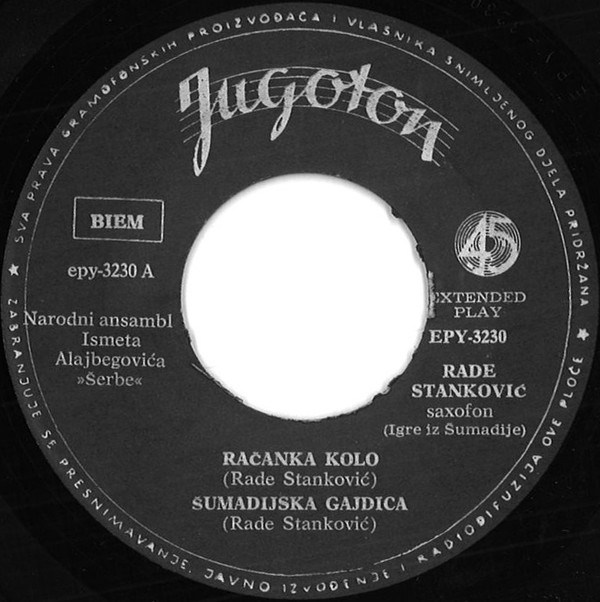 SVA PRAVA GRAMOFONSKIH PROIZVOĐAČA I VLASNIKA SNIMLJENOG DJELA PRIDRŽANA
Jugoton
BIEM
45
epy-3230 A
EXTENDED
PLAY
EPY-3230
Narodni ansambl
Ismeta
Alajbegovića
»Šerbe«
RADE
STANKOVIĆ
saxofon
(Igre iz Šumadije)
RAČANKA KOLO
(Rade Stanković)
ŠUMADIJSKA GAJDICA
(Rade Stanković)
ZABRANJUJE SE PRESNIMAVANJE, JAVNO IZVOĐENJE I RADIODIFUZIJA OVE PLOČE